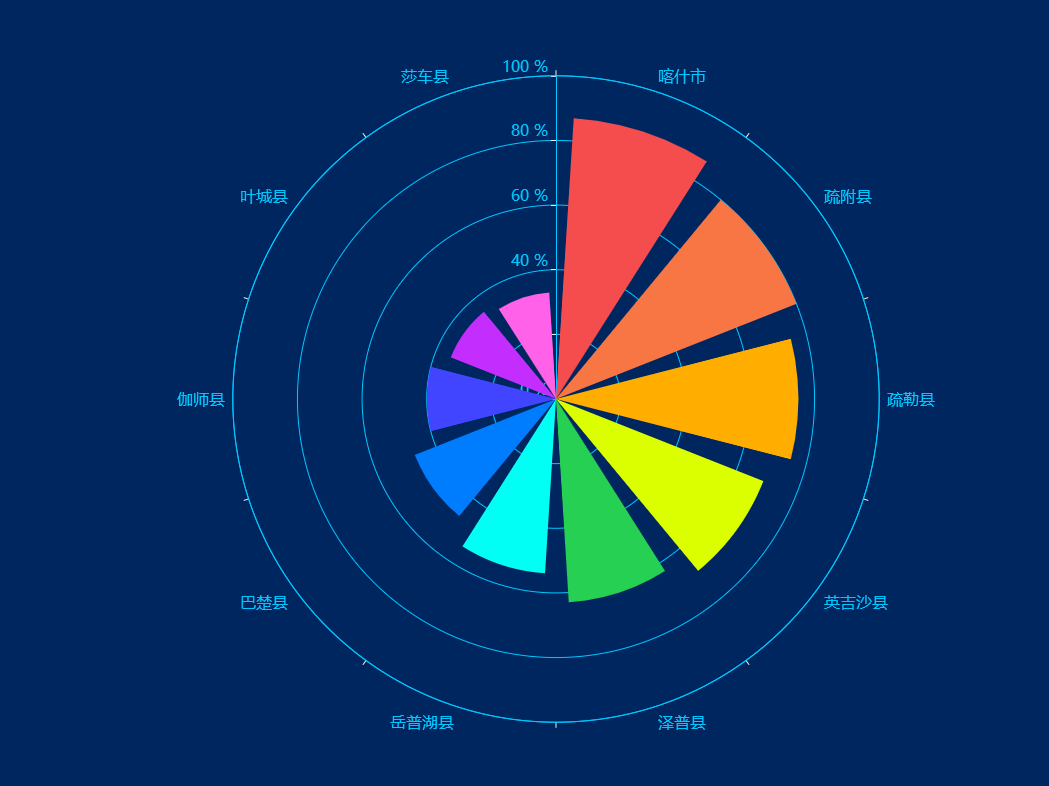 100 %
莎车县
喀什市
80 %
60 %
叶城县
疏附县
40 %
伽师县
疏勒县
巴楚县
英吉沙县
岳普湖县
泽普县